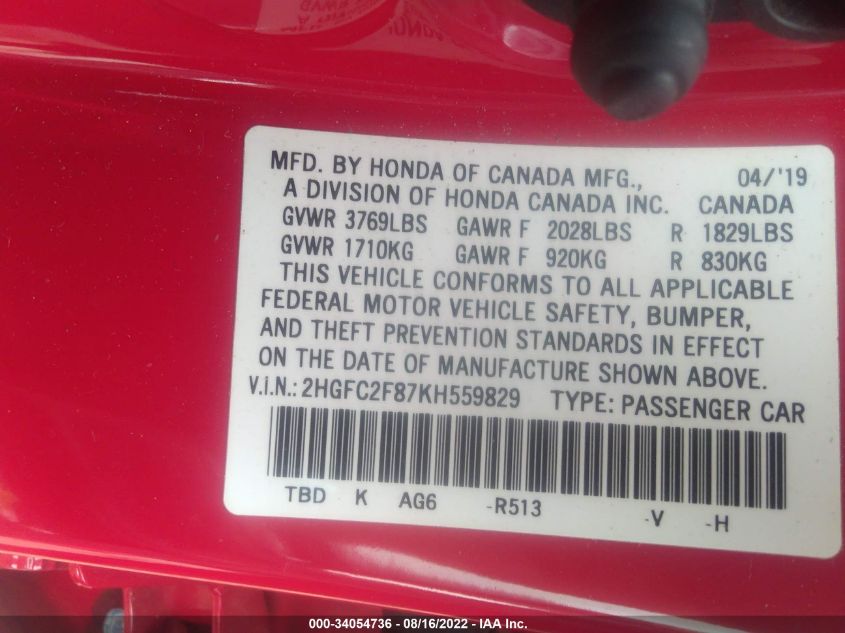 MFD. BY HONDA OF CANADA MFG., 04/'19
A DIVISION OF HONDA CANADA INC. CANADA
GVWR 3769LBS GAWR F 2028LBS R 1829LBS
GVWR 1710KG GAWR F 920KG R 830KG
THIS VEHICLE CONFORMS TO ALL APPLICABLE
FEDERAL MOTOR VEHICLE SAFETY, BUMPER,
AND THEFT PREVENTION STANDARDS IN EFFECT
ON THE DATE OF MANUFACTURE SHOWN ABOVE.
V.I.N.: 2HGFC2F87KH559829 TYPE: PASSENGER CAR
TBD K AG6 -R513 -V -H
000-34054736 - 08/16/2022 - IAA Inc.